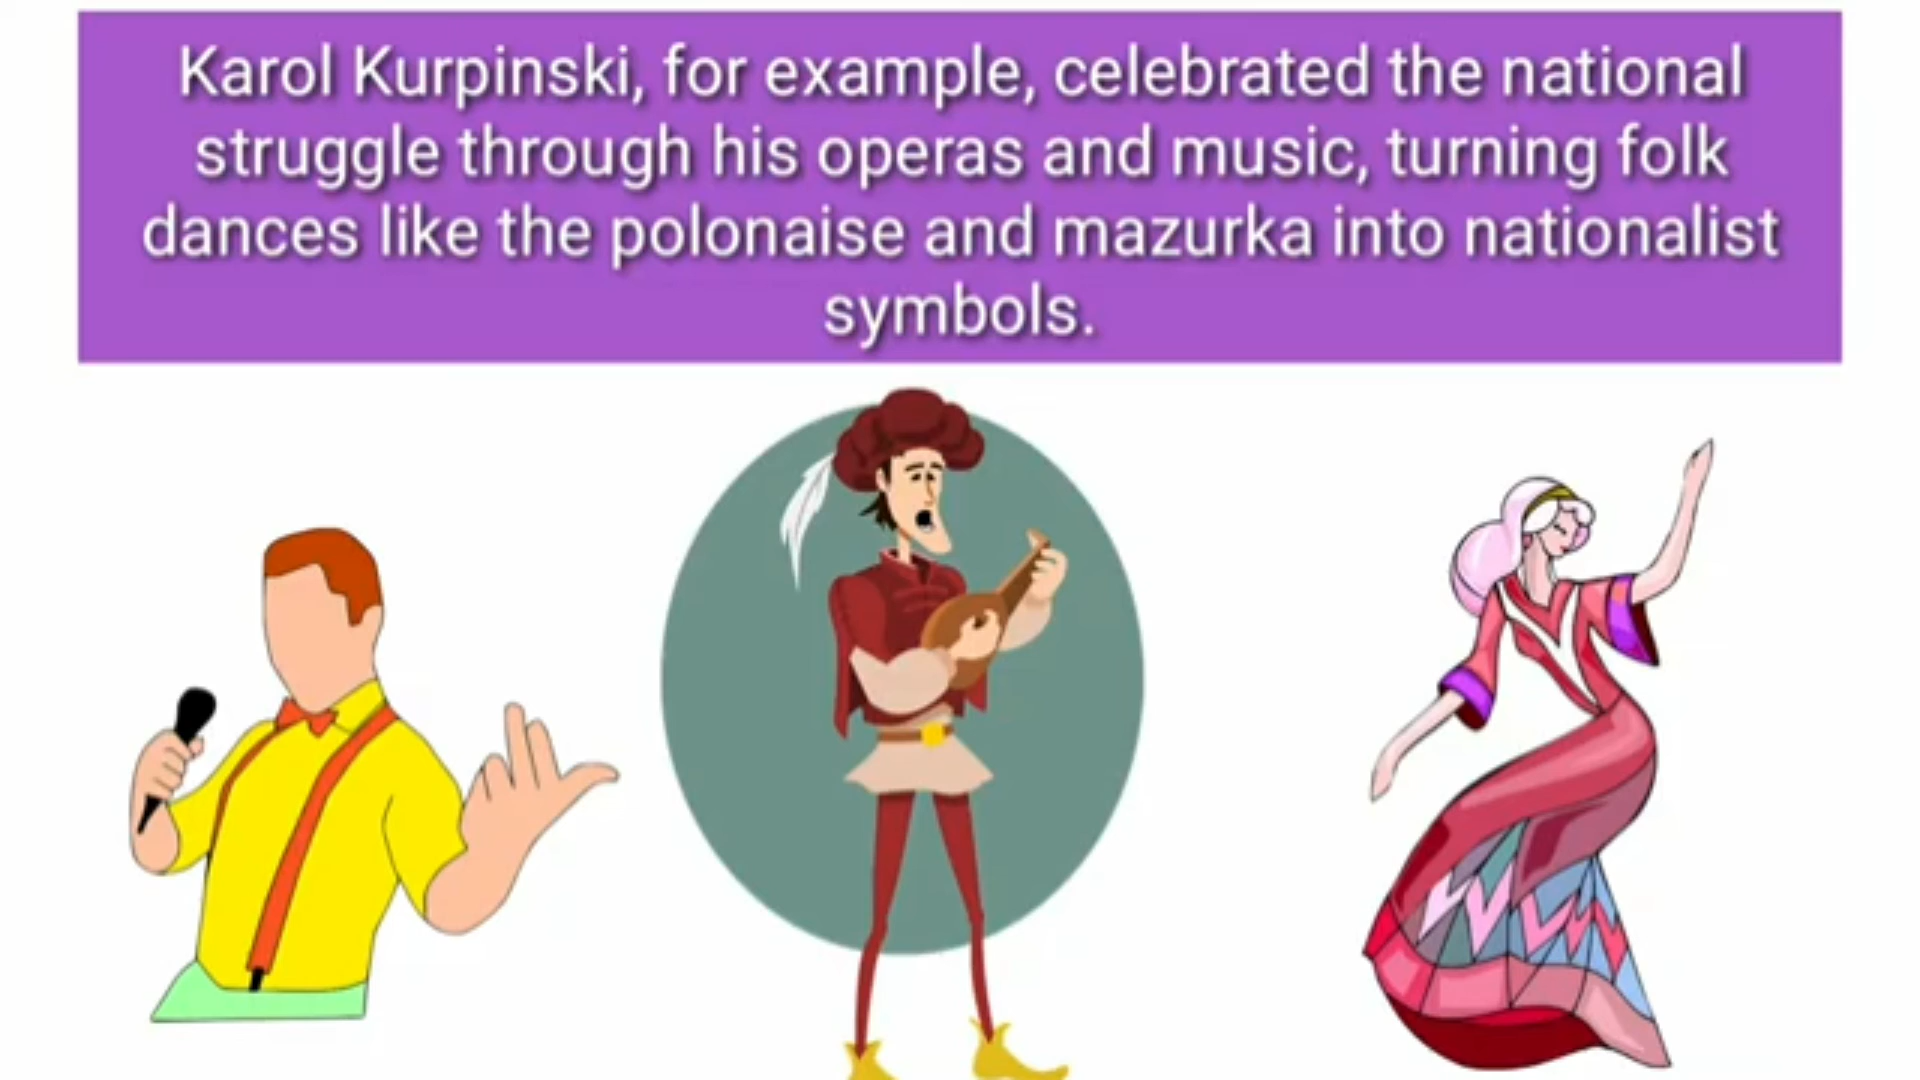 Karol Kurpinski, for example, celebrated the national
struggle through his operas and music, turning folk
dances like the polonaise and mazurka into nationalist
symbols.